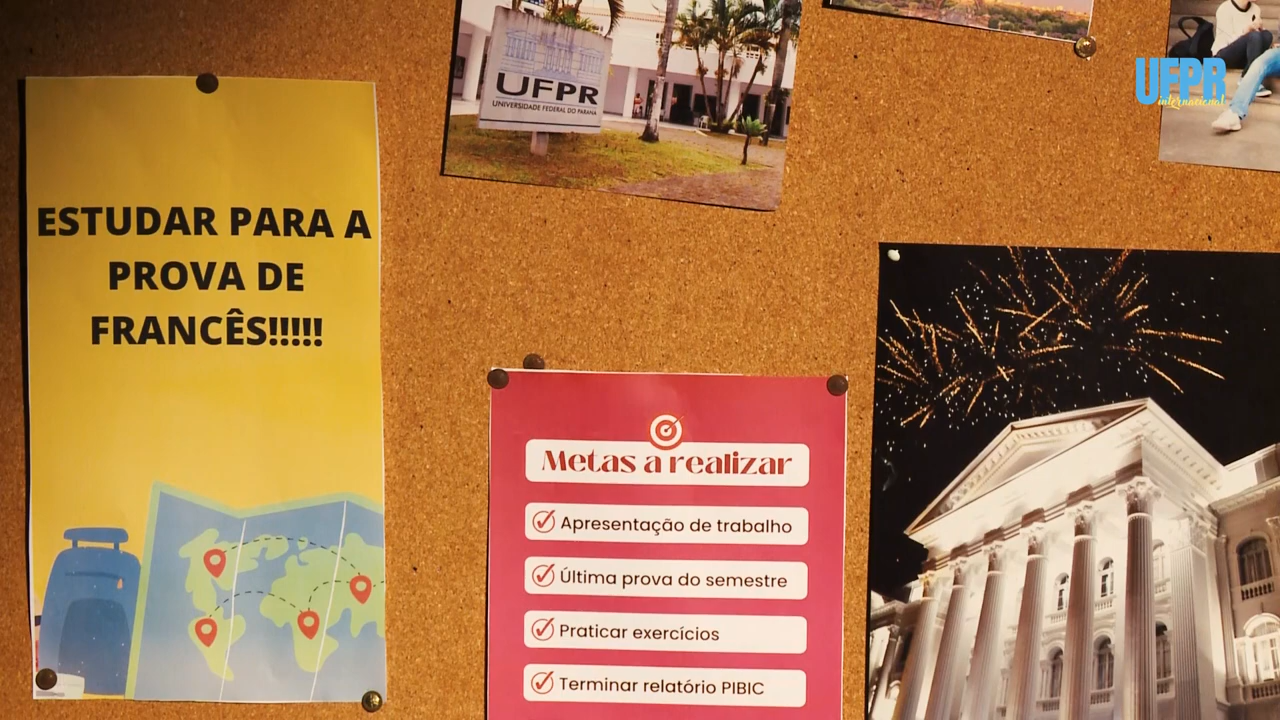 UFPR
international
UFPR
UNIVERSIDADE FEDERAL DO PARANÁ
ESTUDAR PARA A
PROVA DE
FRANCÊS!!!!!
Metas a realizar
Apresentação de trabalho
Última prova do semestre
Praticar exercícios
Terminar relatório PIBIC